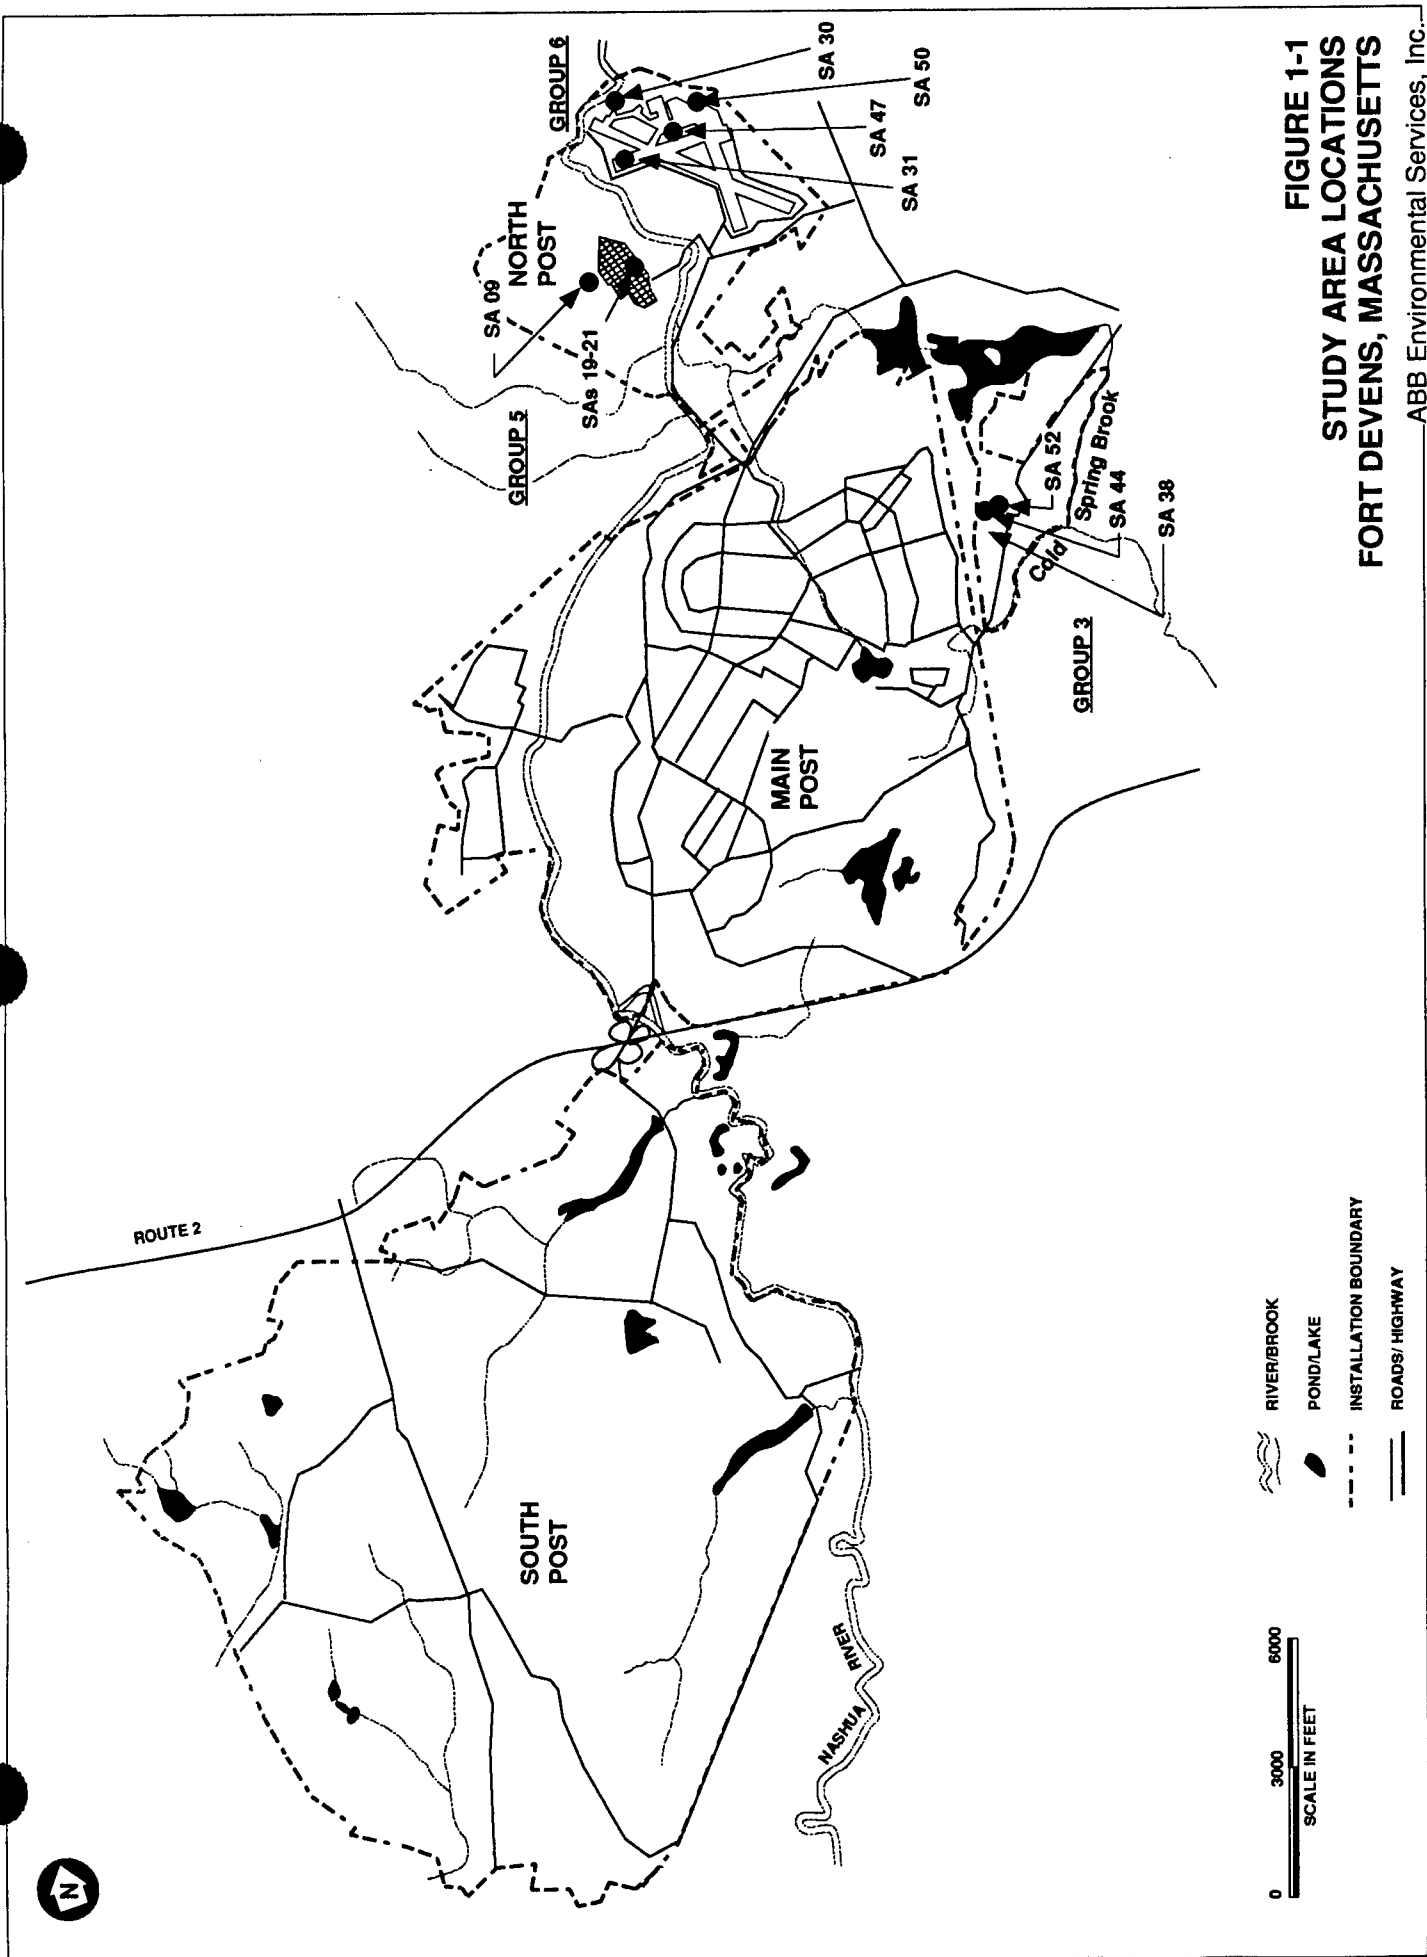 GROUP 6
SA 30
SA 50
SA 47
SA 31
NORTH
POST
SA 09
SAs 19-21
GROUP 5
SA 52
SA 44
SA 38
Cold Spring Brook
GROUP 3
MAIN
POST
ROUTE 2
SOUTH
POST
NASHUA RIVER
N
RIVER/BROOK
POND/LAKE
INSTALLATION BOUNDARY
ROADS/ HIGHWAY
0 3000 6000
SCALE IN FEET
FIGURE 1-1
STUDY AREA LOCATIONS
FORT DEVENS, MASSACHUSETTS
ABB Environmental Services, Inc.